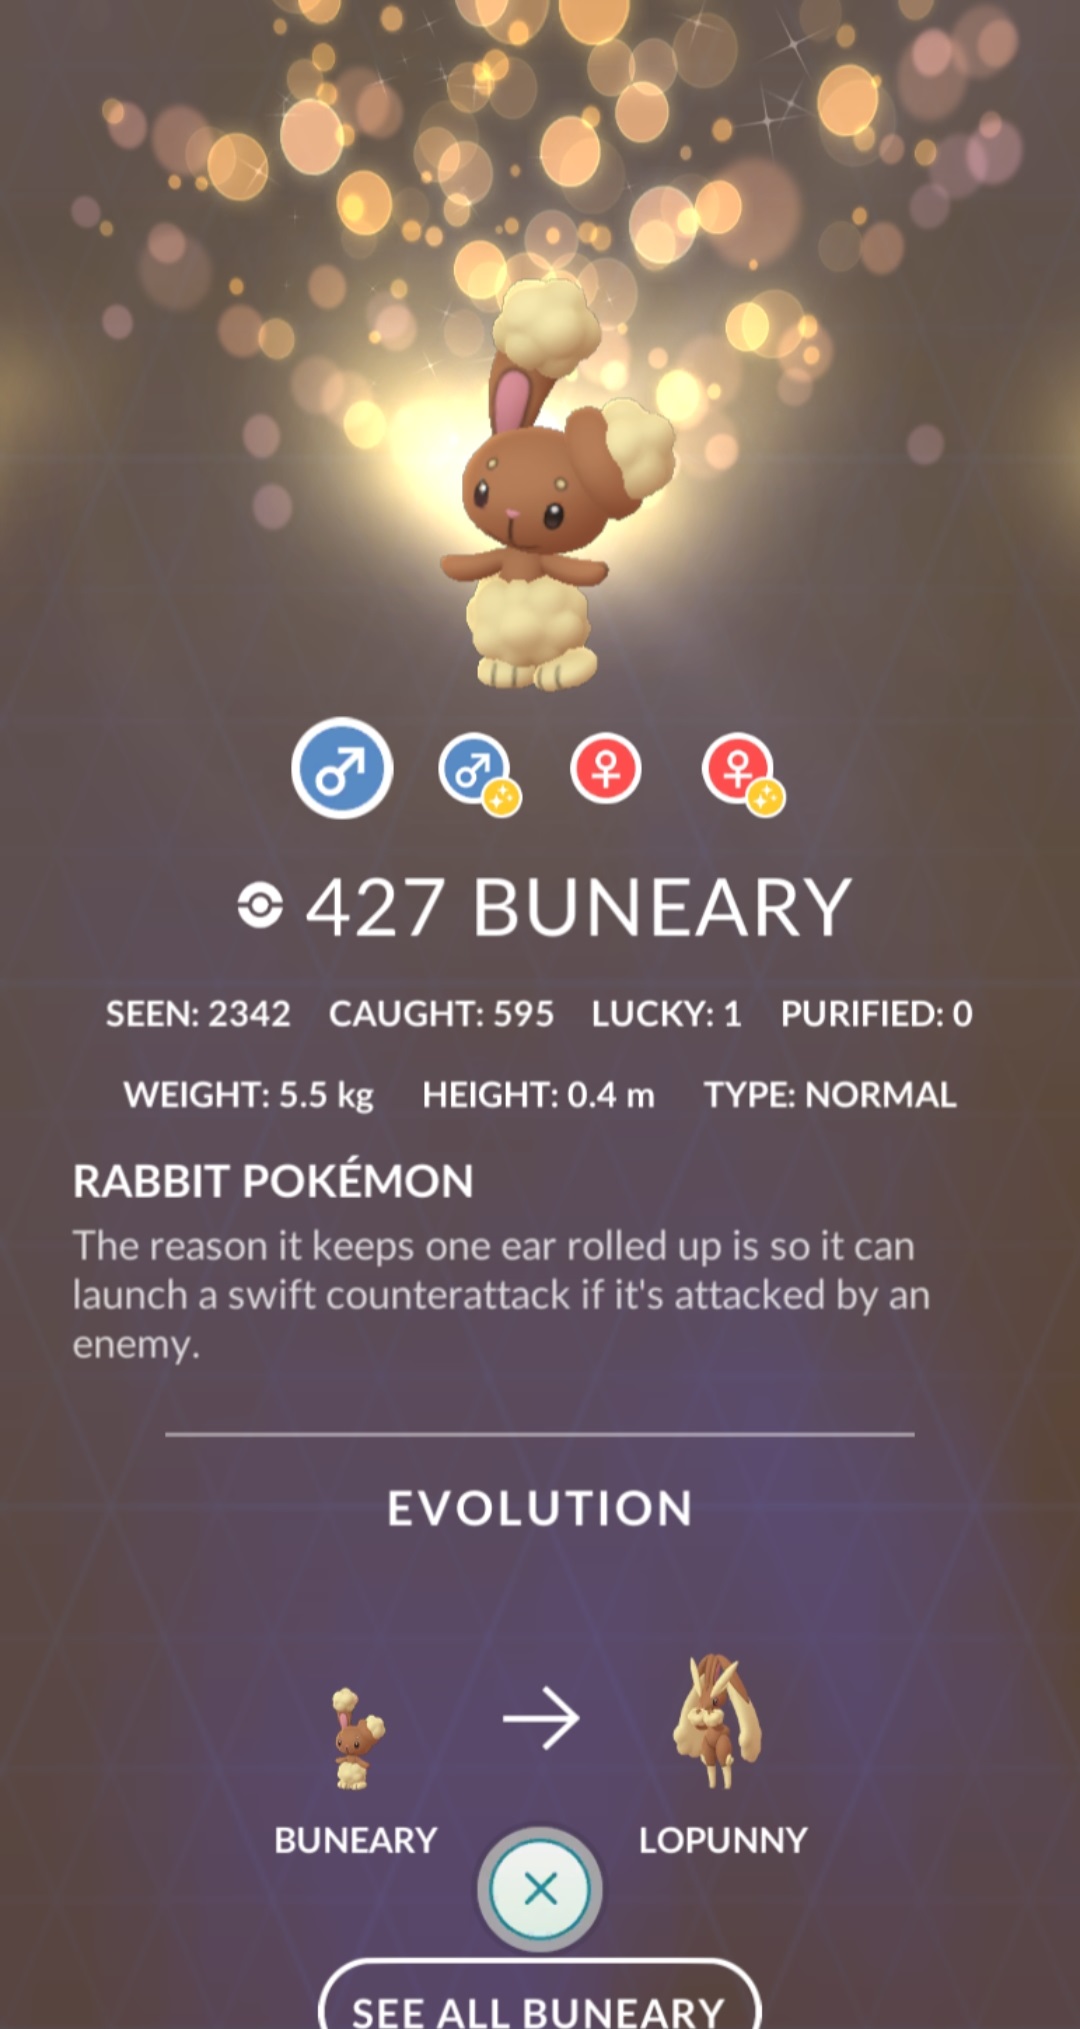 427 BUNEARY
SEEN: 2342 CAUGHT: 595 LUCKY: 1 PURIFIED: 0
WEIGHT: 5.5 kg HEIGHT: 0.4 m TYPE: NORMAL
RABBIT POKÉMON
The reason it keeps one ear rolled up is so it can
launch a swift counterattack if it's attacked by an
enemy.
EVOLUTION
BUNEARY LOPUNNY
SEE ALL BUNEARY